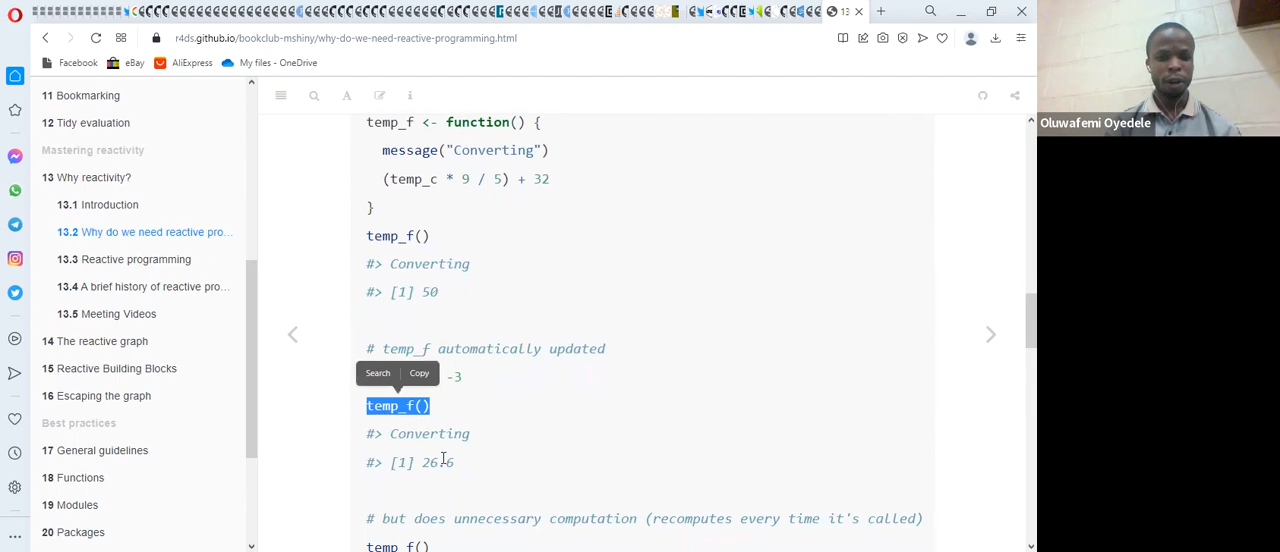 13
r4ds.github.io/bookclub-mshiny/why-do-we-need-reactive-programming.html
Facebook
eBay
AliExpress
My files - OneDrive
11 Bookmarking
12 Tidy evaluation
Mastering reactivity
13 Why reactivity?
13.1 Introduction
13.2 Why do we need reactive pro...
13.3 Reactive programming
13.4 A brief history of reactive pro...
13.5 Meeting Videos
14 The reactive graph
15 Reactive Building Blocks
16 Escaping the graph
Best practices
17 General guidelines
18 Functions
19 Modules
20 Packages
temp_f <- function() {
message("Converting")
(temp_c * 9 / 5) + 32
}
temp_f()
#> Converting
#> [1] 50
# temp_f automatically updated
Search
Copy
-3
temp_f()
#> Converting
#> [1] 26.6
# but does unnecessary computation (recomputes every time it's called)
temp_f()
Oluwafemi Oyedele